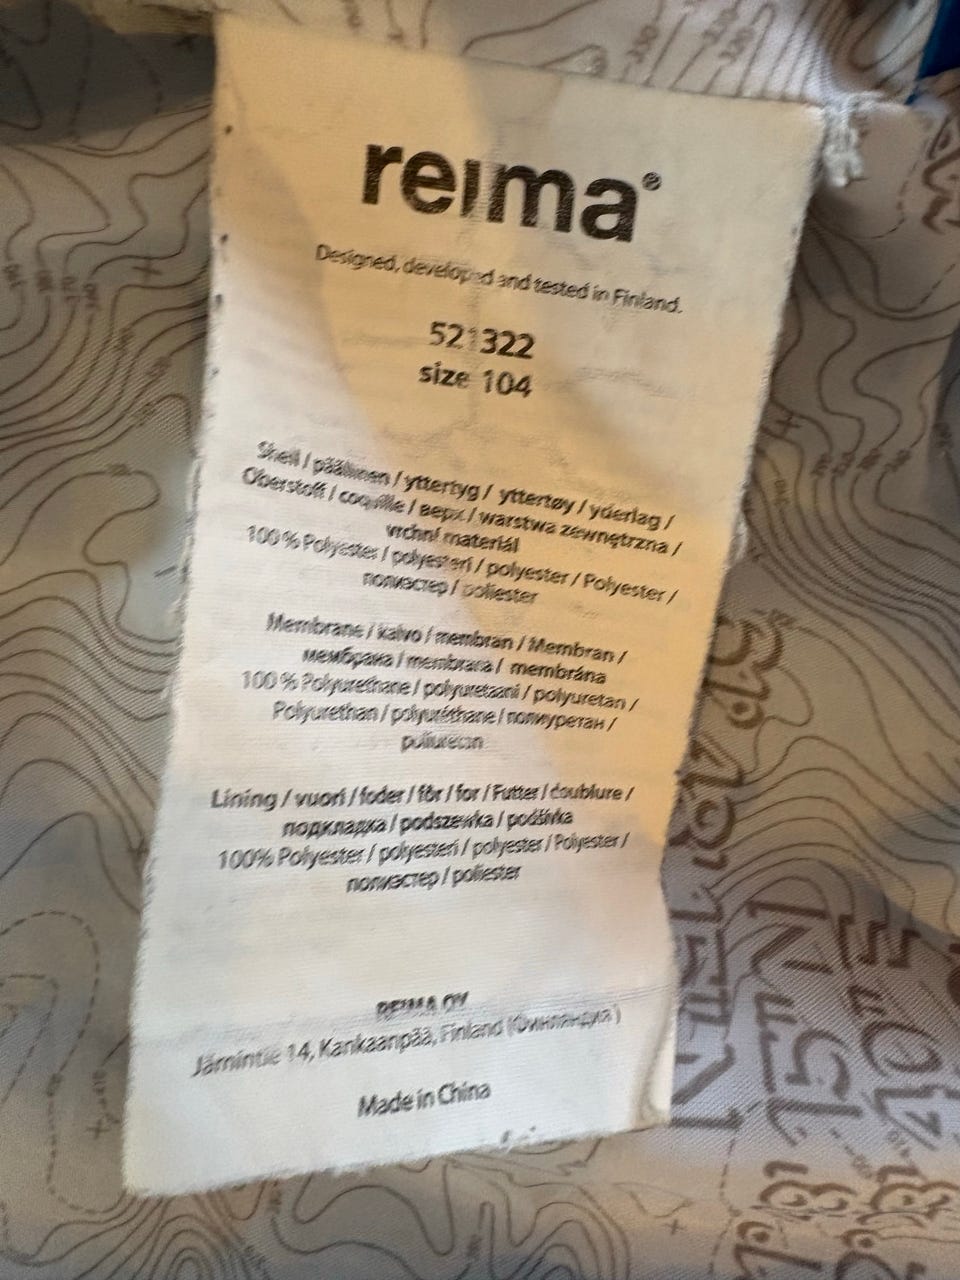 reima®
Designed, developed and tested in Finland.
521322
size 104
Shell / päällinen / yttertyg / yttertøy / yderlag /
Oberstoff / coquille / верх / warstwa zewnętrzna /
vrchní materiál
100 % Polyester / polyesteri / polyester / Polyester /
полиэстер / poliester
Membrane / kalvo / membran / Membran /
мембрана / membrana / membrána
100 % Polyurethane / polyuretaani / polyuretan /
Polyurethan / polyuréthane / полиуретан /
poliuretan
Lining / vuori / foder / fôr / for / Futter / doublure /
подкладка / podszewka / podšívka
100% Polyester / polyesteri / polyester / Polyester /
полиэстер / poliester
REIMA OY
Jämintie 14, Kankaanpää, Finland (Финляндия)
Made in China